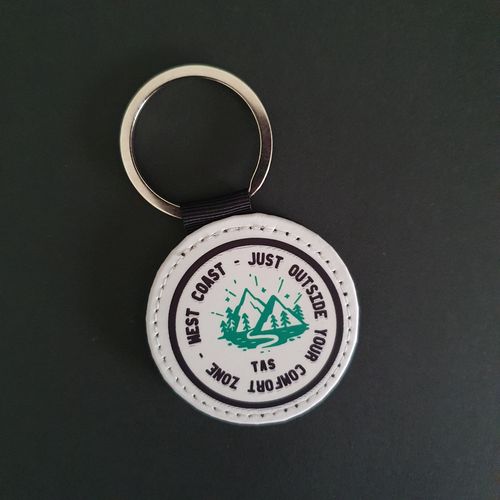 WEST COAST - JUST OUTSIDE YOUR COMFORT ZONE -
TAS